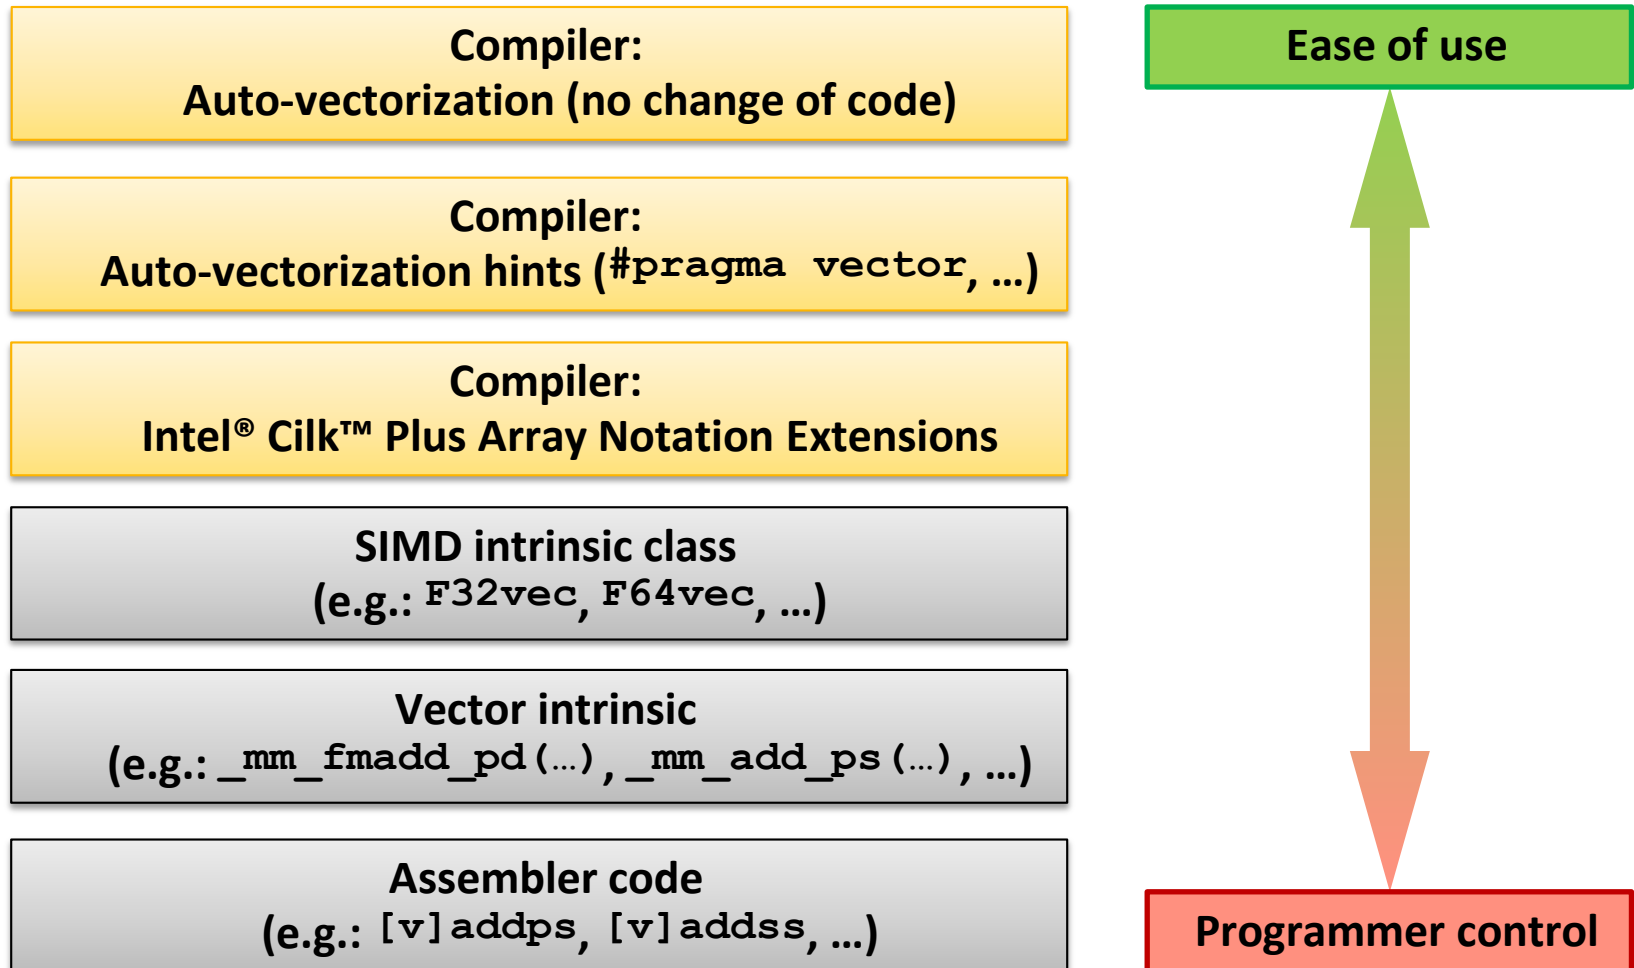 Compiler:
Auto-vectorization (no change of code)
Ease of use
Compiler:
Auto-vectorization hints (#pragma vector, …)
Compiler:
Intel® Cilk™ Plus Array Notation Extensions
SIMD intrinsic class
(e.g.: F32vec, F64vec, …)
Vector intrinsic
(e.g.: _mm_fmadd_pd(…), _mm_add_ps(…), …)
Assembler code
(e.g.: [v]addps, [v]addss, …)
Programmer control